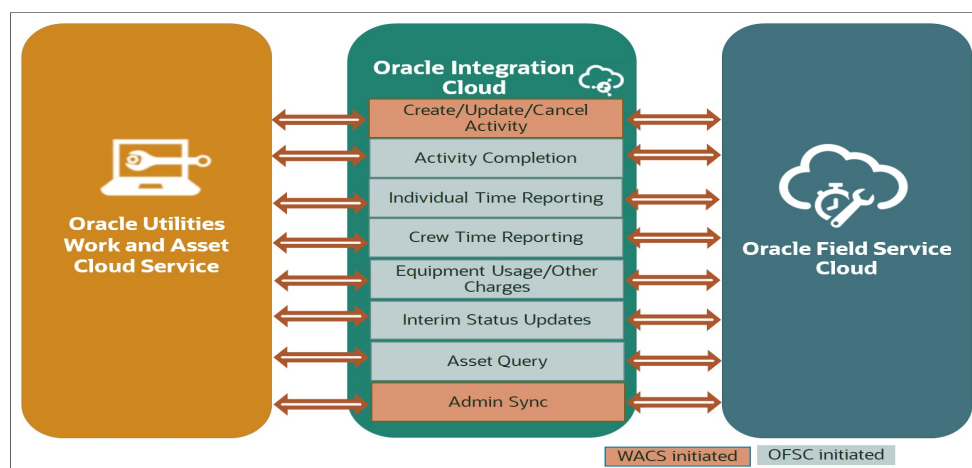 Oracle Utilities
Work and Asset
Cloud Service
Oracle Integration
Cloud
Create/Update/Cancel
Activity
Activity Completion
Individual Time Reporting
Crew Time Reporting
Equipment Usage/Other
Charges
Interim Status Updates
Asset Query
Admin Sync
Oracle Field Service
Cloud
WACS initiated
OFSC initiated